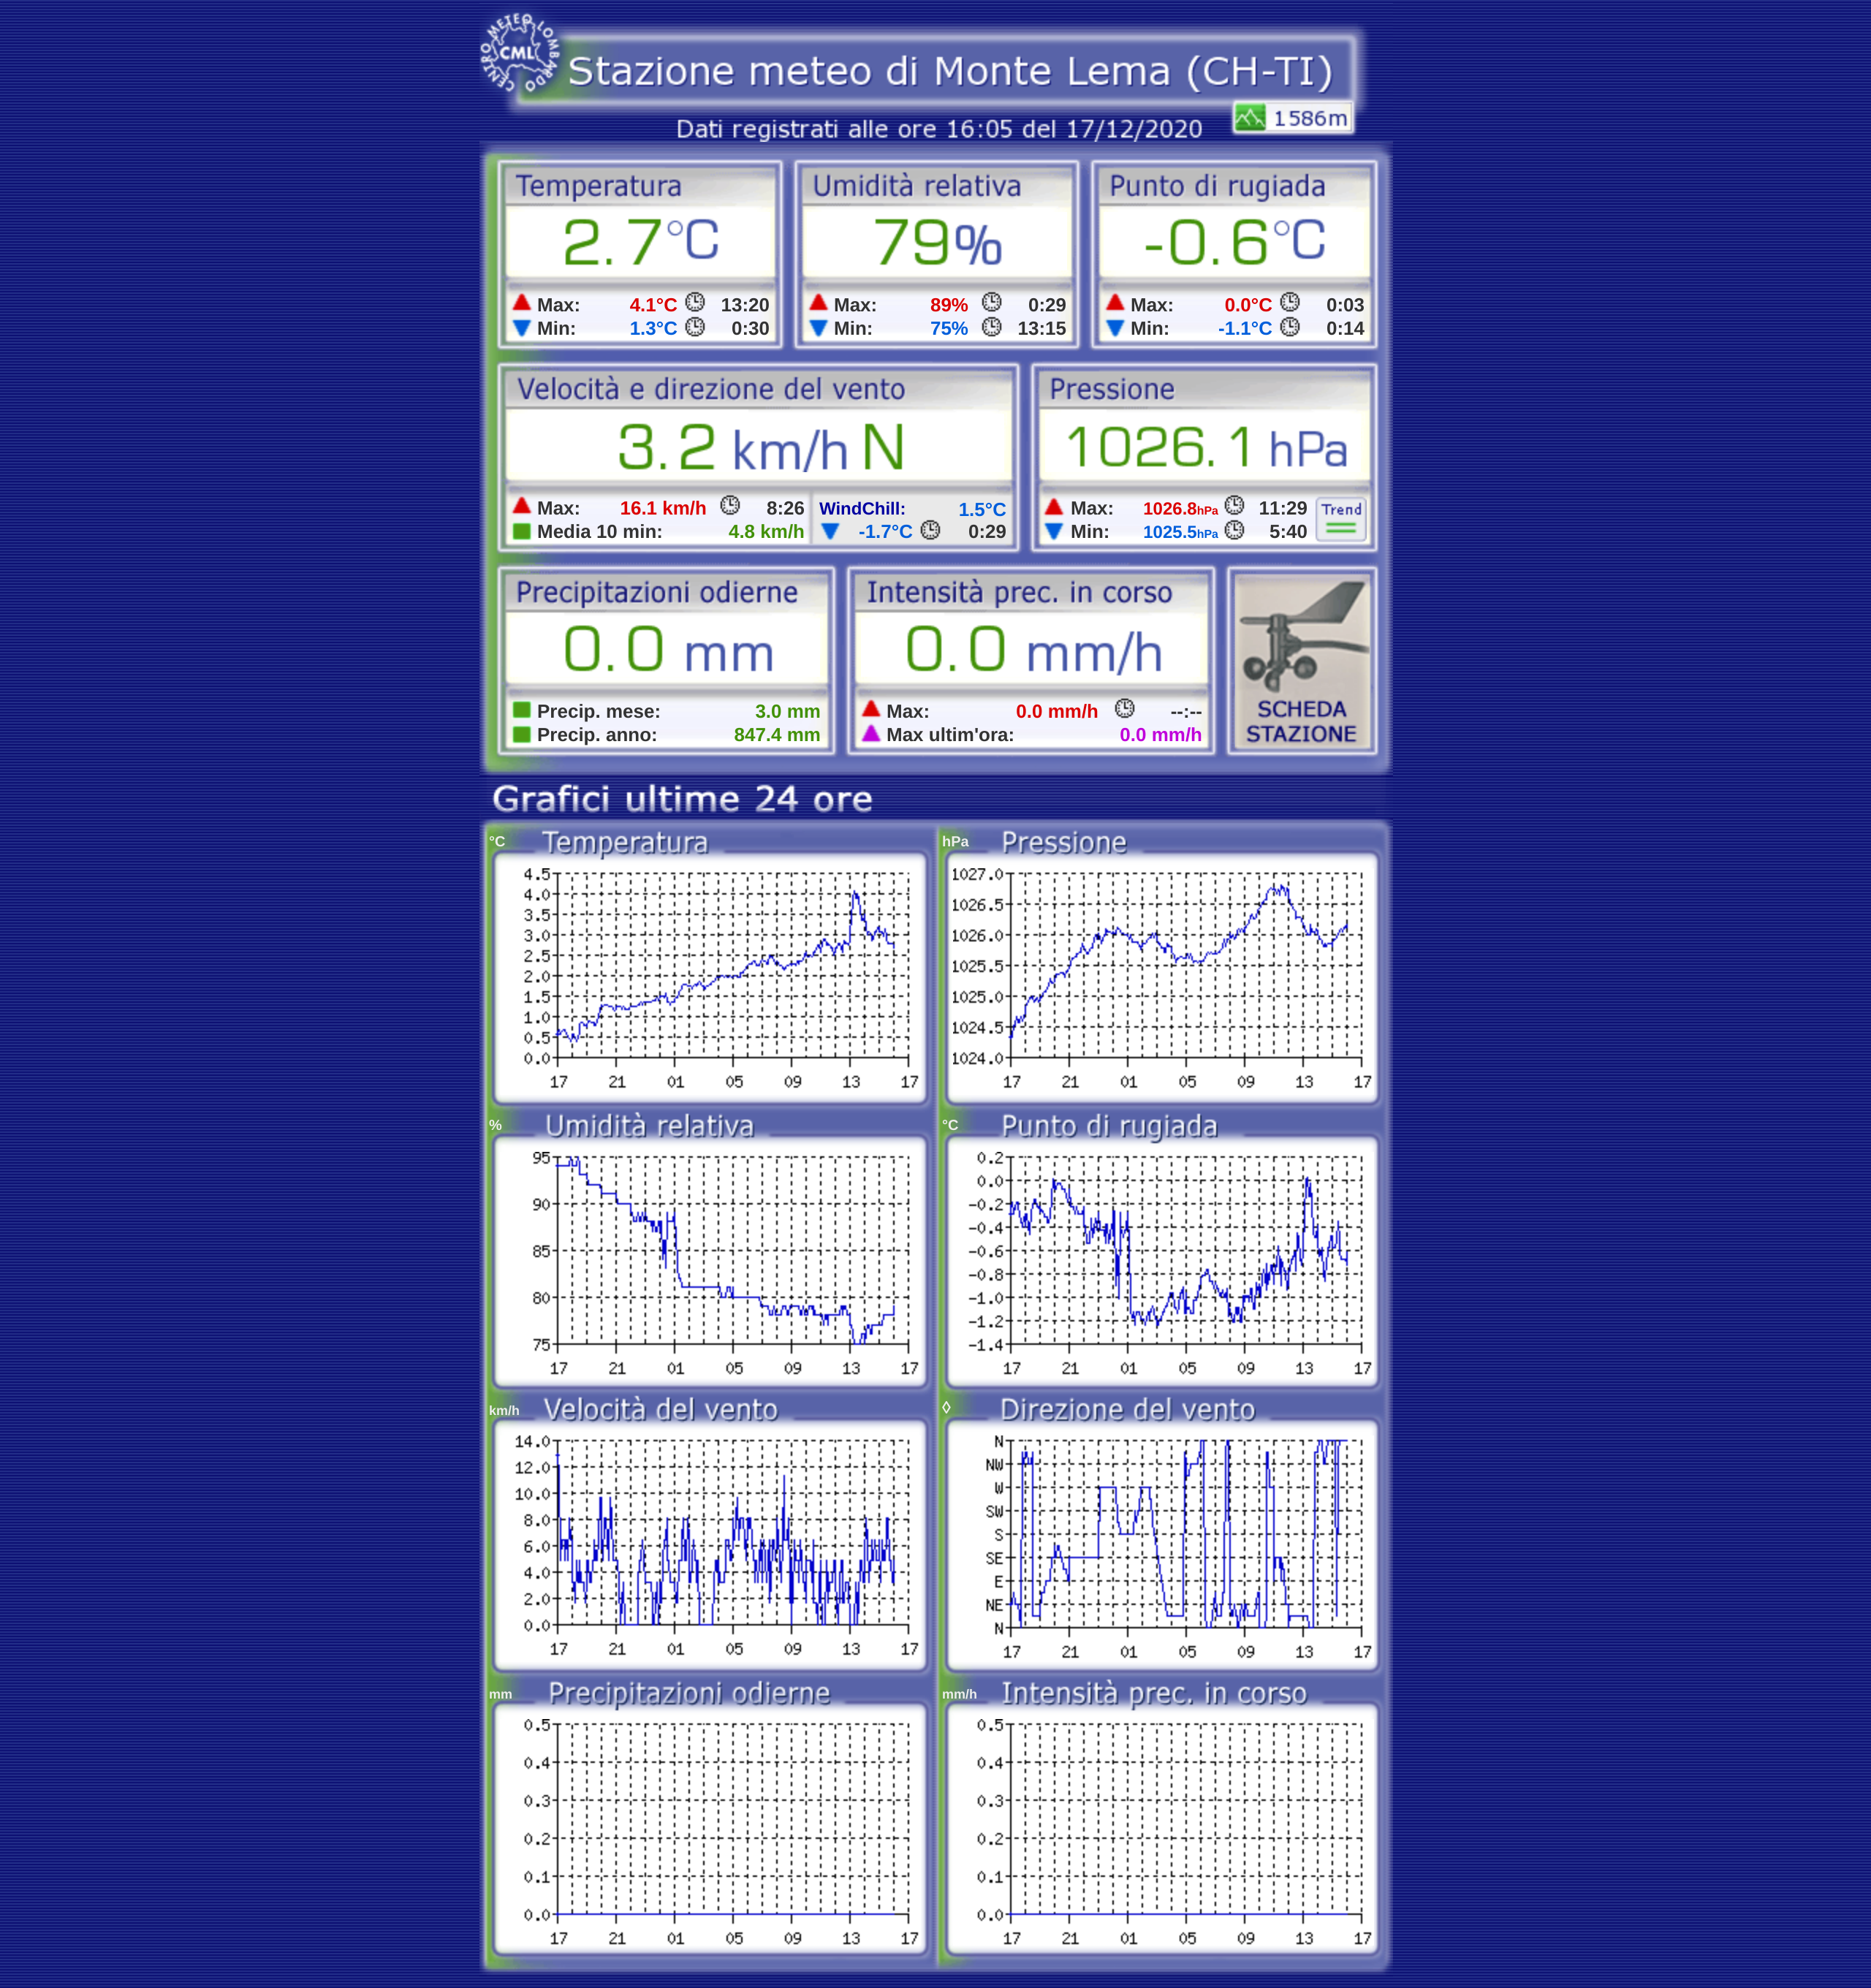 CENTRO METEO LOMBARDO
CML
Stazione meteo di Monte Lema (CH-TI)
1586m
Dati registrati alle ore 16:05 del 17/12/2020
Temperatura
2.7°C
Max: 4.1°C 13:20
Min: 1.3°C 0:30
Umidità relativa
79%
Max: 89% 0:29
Min: 75% 13:15
Punto di rugiada
-0.6°C
Max: 0.0°C 0:03
Min: -1.1°C 0:14
Velocità e direzione del vento
3.2 km/h N
Max: 16.1 km/h 8:26
Media 10 min: 4.8 km/h
WindChill: 1.5°C
-1.7°C 0:29
Pressione
1026.1 hPa
Max: 1026.8hPa 11:29
Min: 1025.5hPa 5:40
Trend
Precipitazioni odierne
0.0 mm
Precip. mese: 3.0 mm
Precip. anno: 847.4 mm
Intensità prec. in corso
0.0 mm/h
Max: 0.0 mm/h --:--
Max ultim'ora: 0.0 mm/h
SCHEDA
STAZIONE
Grafici ultime 24 ore
°C Temperatura
4.5
4.0
3.5
3.0
2.5
2.0
1.5
1.0
0.5
0.0
17 21 01 05 09 13 17
hPa Pressione
1027.0
1026.5
1026.0
1025.5
1025.0
1024.5
1024.0
17 21 01 05 09 13 17
% Umidità relativa
95
90
85
80
75
17 21 01 05 09 13 17
°C Punto di rugiada
0.2
0.0
-0.2
-0.4
-0.6
-0.8
-1.0
-1.2
-1.4
17 21 01 05 09 13 17
km/h Velocità del vento
14.0
12.0
10.0
8.0
6.0
4.0
2.0
0.0
17 21 01 05 09 13 17
◊ Direzione del vento
N
NW
W
SW
S
SE
E
NE
N
17 21 01 05 09 13 17
mm Precipitazioni odierne
0.5
0.4
0.3
0.2
0.1
0.0
17 21 01 05 09 13 17
mm/h Intensità prec. in corso
0.5
0.4
0.3
0.2
0.1
0.0
17 21 01 05 09 13 17